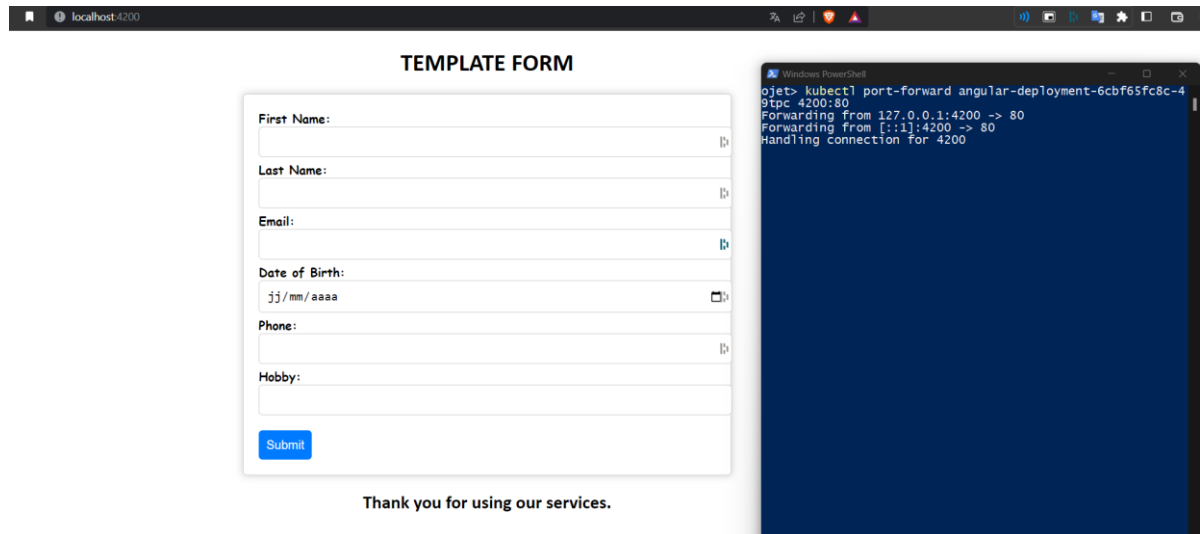 localhost:4200
TEMPLATE FORM
First Name:
Last Name:
Email:
Date of Birth:
jj/mm/aaaa
Phone:
Hobby:
Submit
Thank you for using our services.
Windows PowerShell
ojet> kubectl port-forward angular-deployment-6cbf65fc8c-4
9tpc 4200:80
Forwarding from 127.0.0.1:4200 -> 80
Forwarding from [::1]:4200 -> 80
Handling connection for 4200